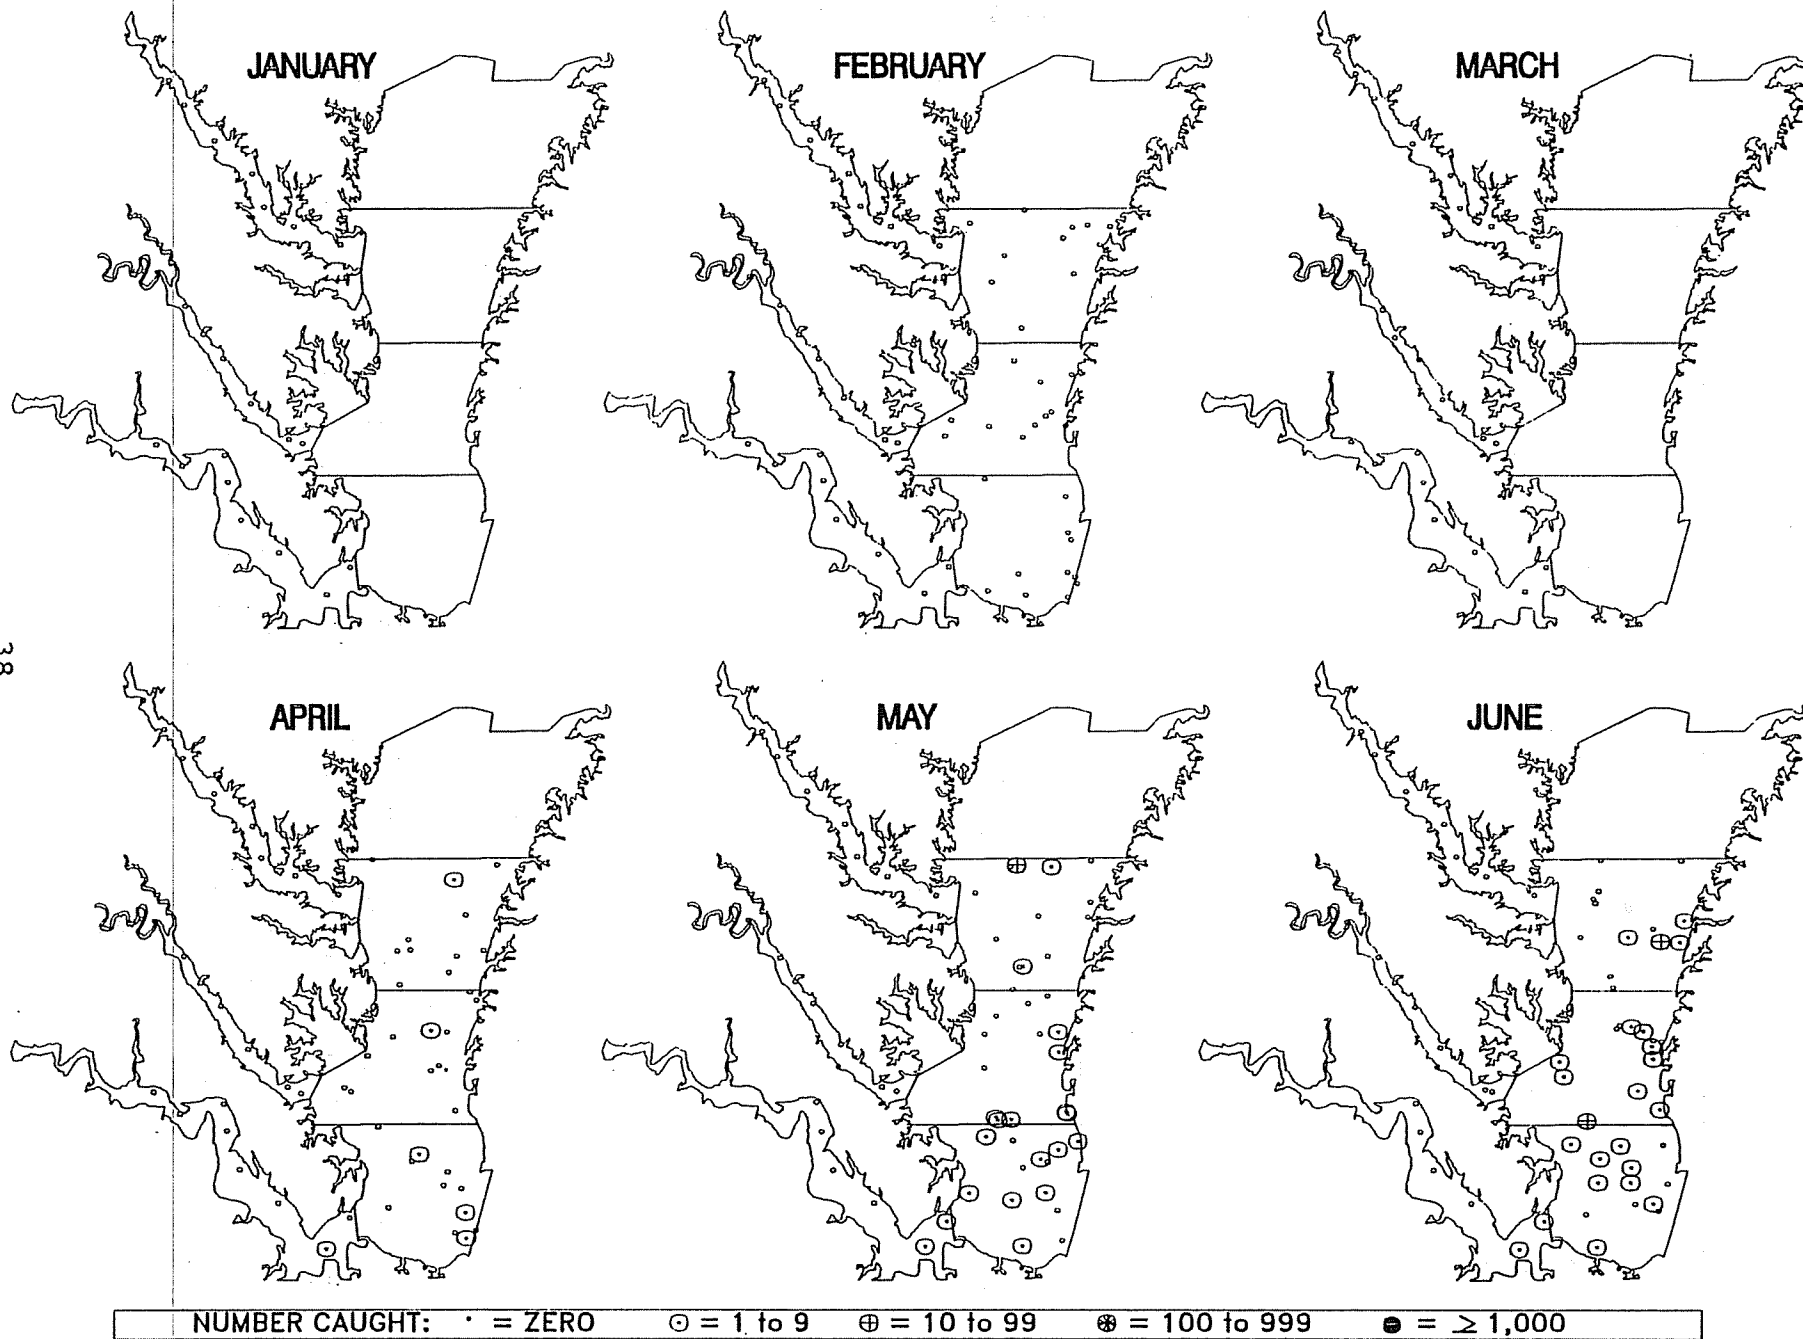 JANUARY
FEBRUARY
MARCH
38
APRIL
MAY
JUNE
NUMBER CAUGHT: · = ZERO ⊙ = 1 to 9 ⊕ = 10 to 99 ⊛ = 100 to 999 ● = ≥ 1,000